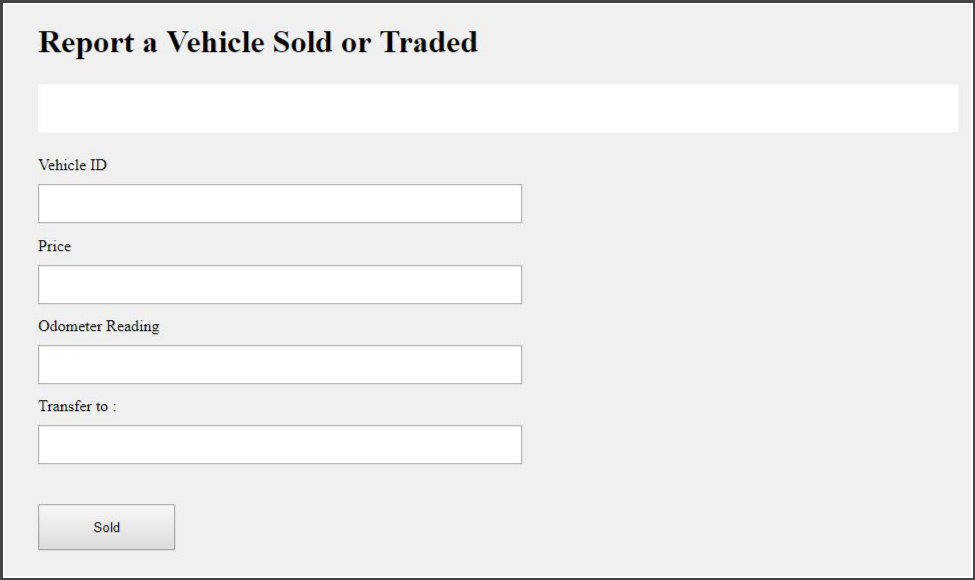 Report a Vehicle Sold or Traded
Vehicle ID
Price
Odometer Reading
Transfer to :
Sold